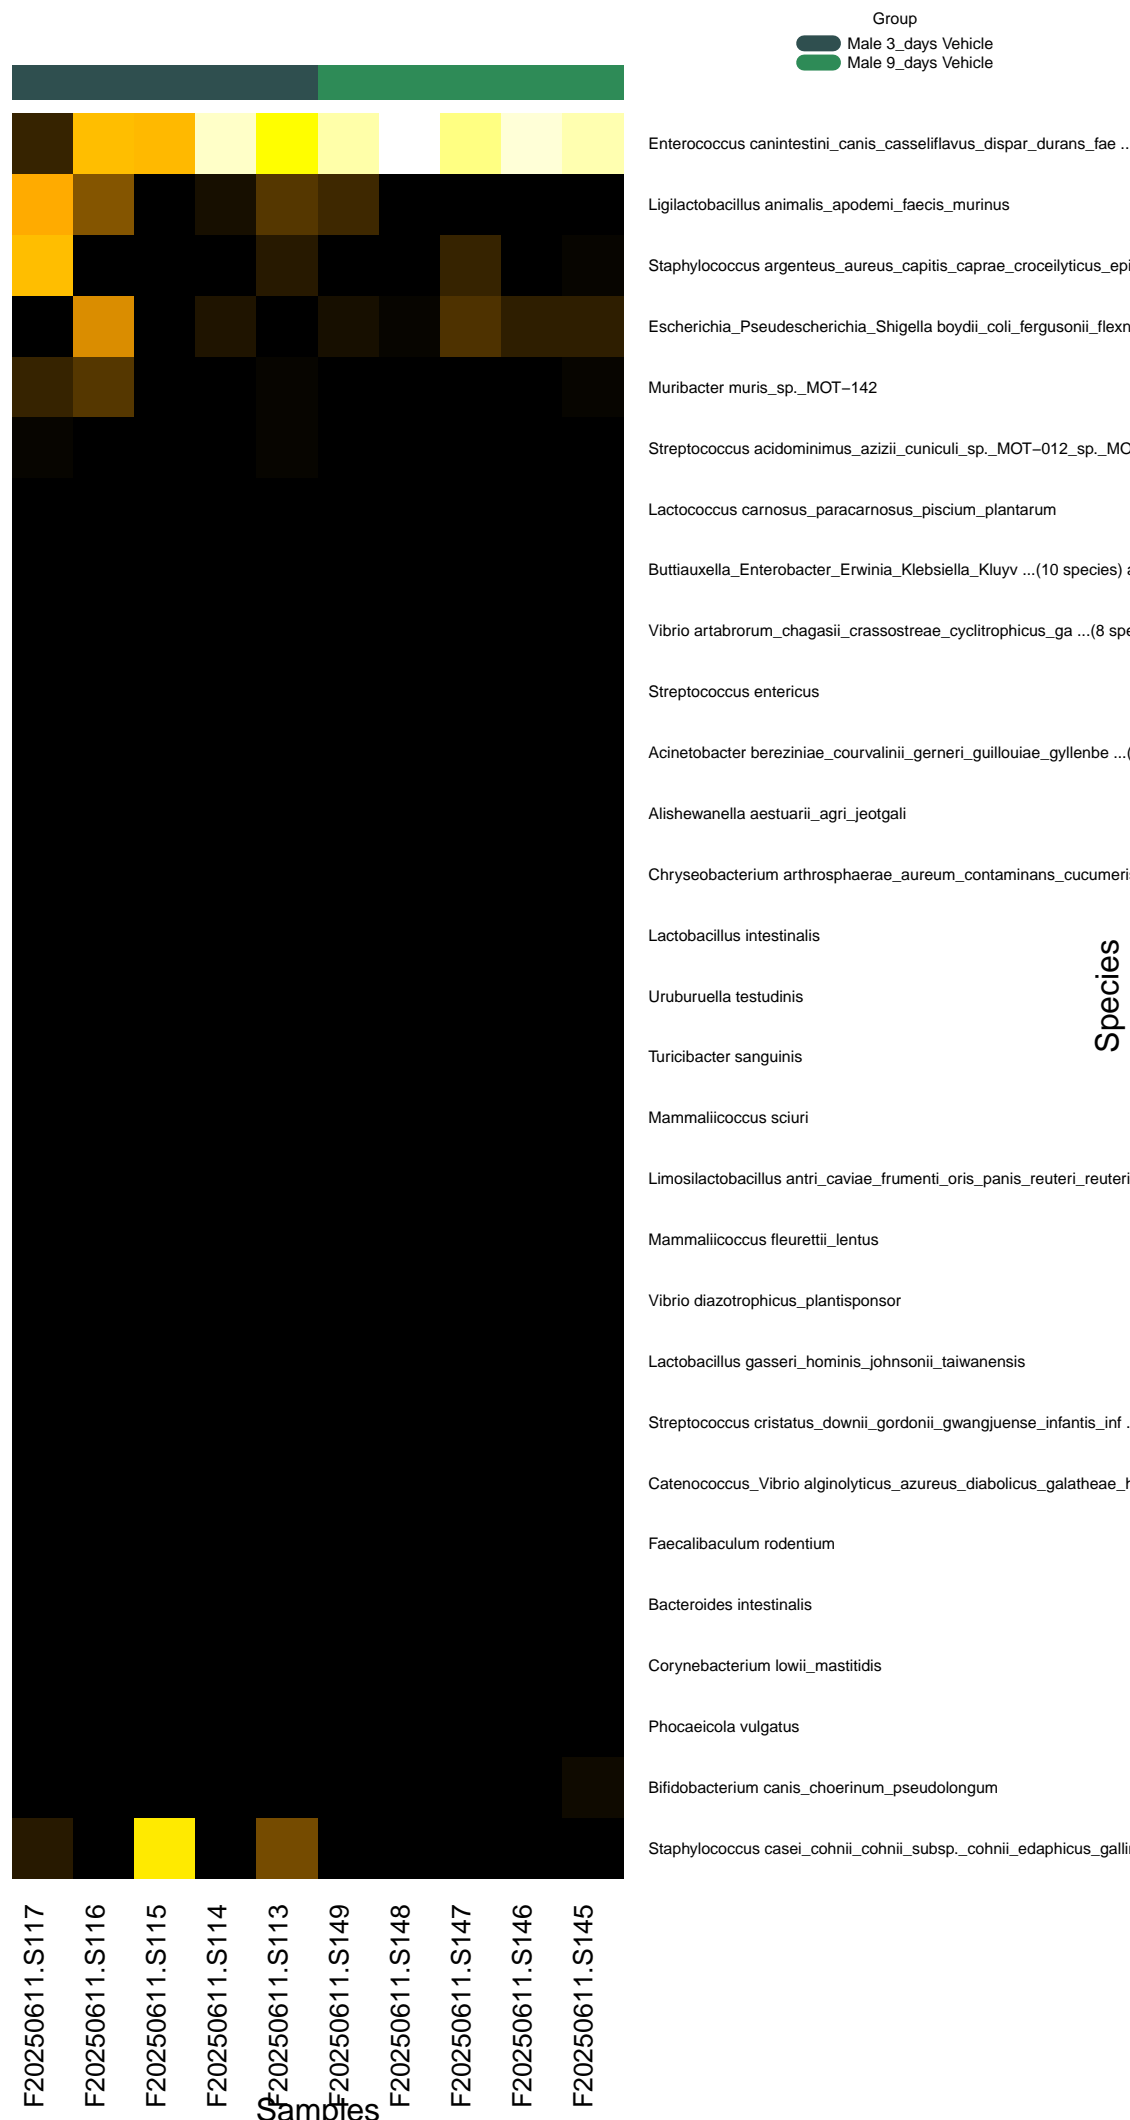 Group
Male 3_days Vehicle
Male 9_days Vehicle
Enterococcus canintestini_canis_casseliflavus_dispar_durans_fae ..
Ligilactobacillus animalis_apodemi_faecis_murinus
Staphylococcus argenteus_aureus_capitis_caprae_croceilyticus_epi
Escherichia_Pseudescherichia_Shigella boydii_coli_fergusonii_flexn
Muribacter muris_sp._MOT−142
Streptococcus acidominimus_azizii_cuniculi_sp._MOT−012_sp._MO
Lactococcus carnosus_paracarnosus_piscium_plantarum
Buttiauxella_Enterobacter_Erwinia_Klebsiella_Kluyv ...(10 species) a
Vibrio artabrorum_chagasii_crassostreae_cyclitrophicus_ga ...(8 spe
Streptococcus entericus
Acinetobacter bereziniae_courvalinii_gerneri_guillouiae_gyllenbe ...(
Alishewanella aestuarii_agri_jeotgali
Chryseobacterium arthrosphaerae_aureum_contaminans_cucumeris
Lactobacillus intestinalis
Uruburuella testudinis
Turicibacter sanguinis
Mammaliicoccus sciuri
Limosilactobacillus antri_caviae_frumenti_oris_panis_reuteri_reuteri
Mammaliicoccus fleurettii_lentus
Vibrio diazotrophicus_plantisponsor
Lactobacillus gasseri_hominis_johnsonii_taiwanensis
Streptococcus cristatus_downii_gordonii_gwangjuense_infantis_inf .
Catenococcus_Vibrio alginolyticus_azureus_diabolicus_galatheae_h
Faecalibaculum rodentium
Bacteroides intestinalis
Corynebacterium lowii_mastitidis
Phocaeicola vulgatus
Bifidobacterium canis_choerinum_pseudolongum
Staphylococcus casei_cohnii_cohnii_subsp._cohnii_edaphicus_galli
Species
F20250611.S117
F20250611.S116
F20250611.S115
F20250611.S114
F20250611.S113
F20250611.S149
F20250611.S148
F20250611.S147
F20250611.S146
F20250611.S145
Samples